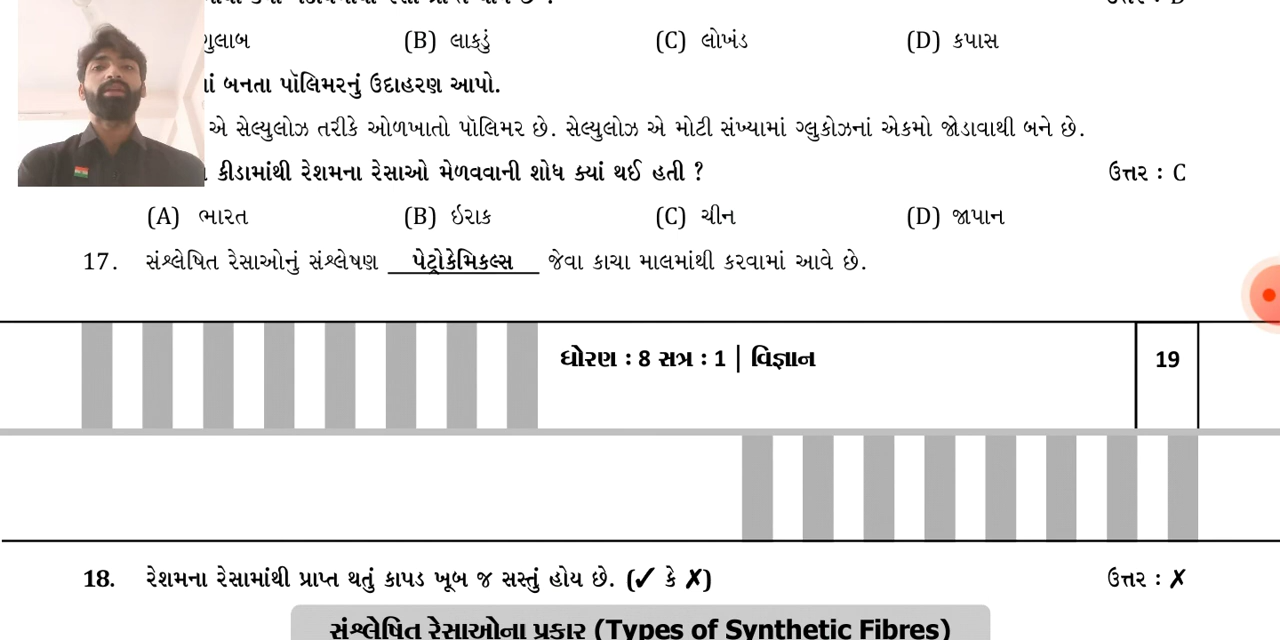 ગુલાબ (B) લાકડું (C) લોખંડ (D) કપાસ
બનતા પૉલિમરનું ઉદાહરણ આપો.
એ સેલ્યુલોઝ તરીકે ઓળખાતો પૉલિમર છે. સેલ્યુલોઝ એ મોટી સંખ્યામાં ગ્લુકોઝનાં એકમો જોડાવાથી બને છે.
કીડામાંથી રેશમના રેસાઓ મેળવવાની શોધ ક્યાં થઈ હતી ? ઉત્તર : C
(A) ભારત (B) ઇરાક (C) ચીન (D) જાપાન
17. સંશ્લેષિત રેસાઓનું સંશ્લેષણ પેટ્રોકેમિકલ્સ જેવા કાચા માલમાંથી કરવામાં આવે છે.
ધોરણ : 8 સત્ર : 1 | વિજ્ઞાન 19
18. રેશમના રેસામાંથી પ્રાપ્ત થતું કાપડ ખૂબ જ સસ્તું હોય છે. (✓ કે ✗) ઉત્તર : ✗
સંશ્લેષિત રેસાઓના પ્રકાર (Types of Synthetic Fibres)